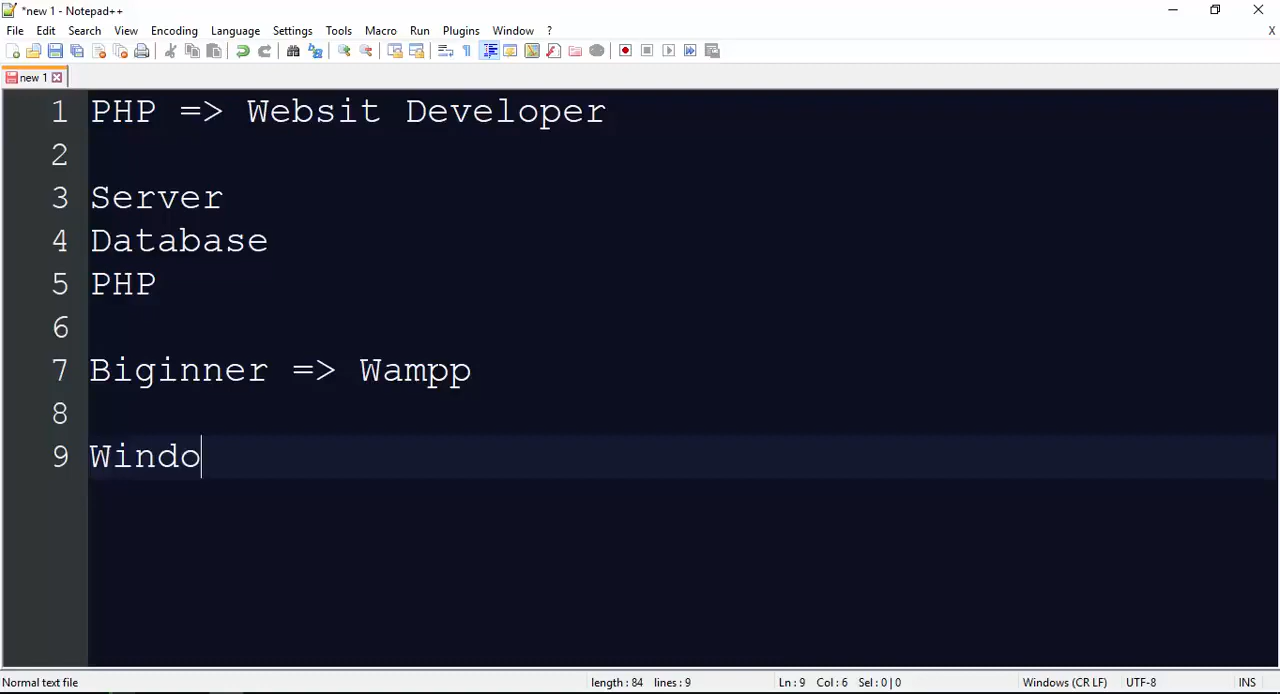 *new 1 - Notepad++
File Edit Search View Encoding Language Settings Tools Macro Run Plugins Window ? X
new 1
1 PHP => Websit Developer
2
3 Server
4 Database
5 PHP
6
7 Biginner => Wampp
8
9 Windo
Normal text file length : 84 lines : 9 Ln : 9 Col : 6 Sel : 0 | 0 Windows (CR LF) UTF-8 INS